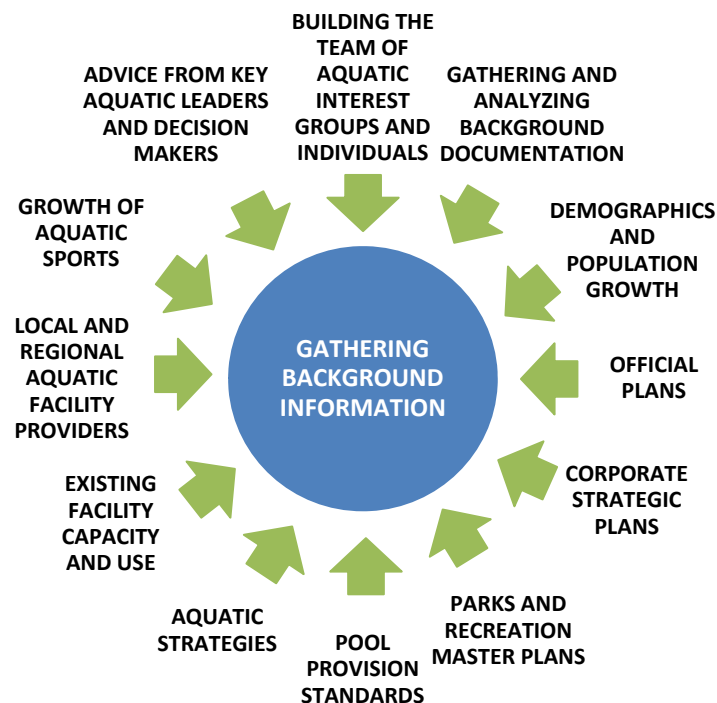 BUILDING THE
TEAM OF
AQUATIC
INTEREST
GROUPS AND
INDIVIDUALS
GATHERING AND
ANALYZING
BACKGROUND
DOCUMENTATION
DEMOGRAPHICS
AND
POPULATION
GROWTH
OFFICIAL
PLANS
CORPORATE
STRATEGIC
PLANS
PARKS AND
RECREATION
MASTER PLANS
POOL
PROVISION
STANDARDS
AQUATIC
STRATEGIES
EXISTING
FACILITY
CAPACITY
AND USE
LOCAL AND
REGIONAL
AQUATIC
FACILITY
PROVIDERS
GROWTH OF
AQUATIC
SPORTS
ADVICE FROM KEY
AQUATIC LEADERS
AND DECISION
MAKERS
GATHERING
BACKGROUND
INFORMATION